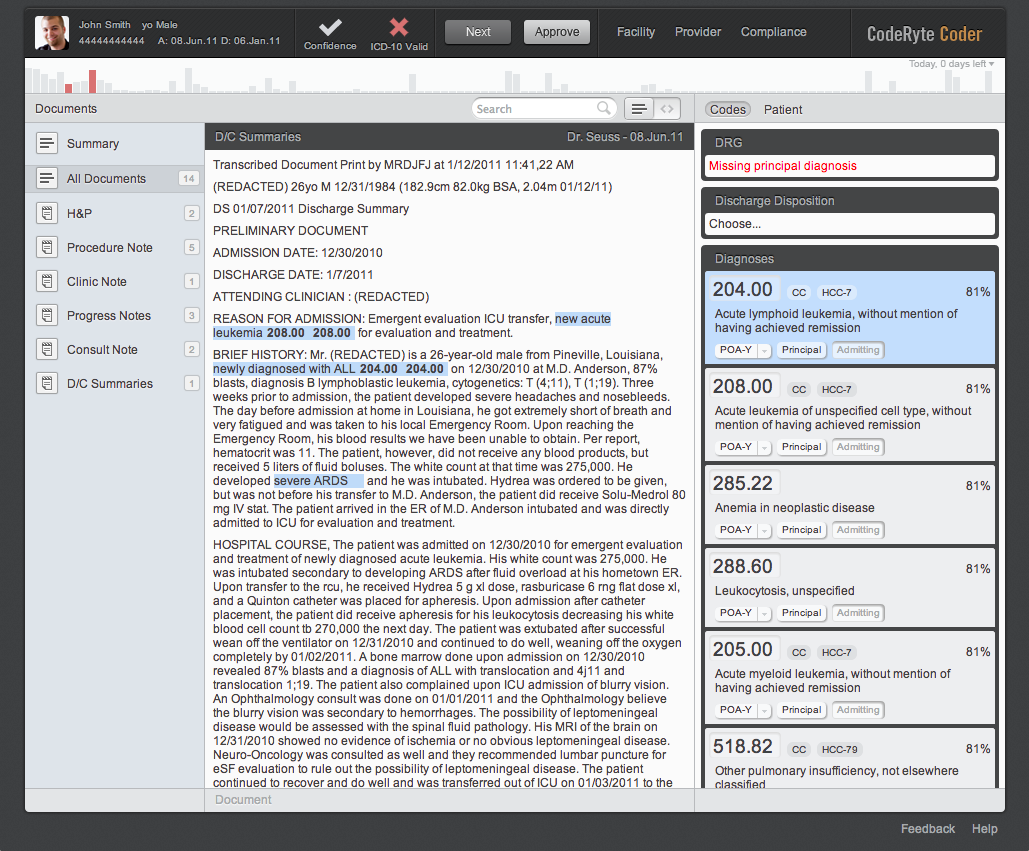 John Smith yo Male
44444444444 A: 08.Jun.11 D: 06.Jan.11
Confidence
ICD-10 Valid
Next
Approve
Facility
Provider
Compliance
CodeRyte Coder
Today, 0 days left
Documents
Search
Codes
Patient
Summary
All Documents 14
H&P 2
Procedure Note 5
Clinic Note 1
Progress Notes 3
Consult Note 2
D/C Summaries 1
D/C Summaries Dr. Seuss - 08.Jun.11
Transcribed Document Print by MRDJFJ at 1/12/2011 11:41,22 AM
(REDACTED) 26yo M 12/31/1984 (182.9cm 82.0kg BSA, 2.04m 01/12/11)
DS 01/07/2011 Discharge Summary
PRELIMINARY DOCUMENT
ADMISSION DATE: 12/30/2010
DISCHARGE DATE: 1/7/2011
ATTENDING CLINICIAN : (REDACTED)
REASON FOR ADMISSION: Emergent evaluation ICU transfer, new acute
leukemia 208.00 208.00 for evaluation and treatment.
BRIEF HISTORY: Mr. (REDACTED) is a 26-year-old male from Pineville, Louisiana,
newly diagnosed with ALL 204.00 204.00 on 12/30/2010 at M.D. Anderson, 87%
blasts, diagnosis B lymphoblastic leukemia, cytogenetics: T (4;11), T (1;19). Three
weeks prior to admission, the patient developed severe headaches and nosebleeds.
The day before admission at home in Louisiana, he got extremely short of breath and
very fatigued and was taken to his local Emergency Room. Upon reaching the
Emergency Room, his blood results we have been unable to obtain. Per report,
hematocrit was 11. The patient, however, did not receive any blood products, but
received 5 liters of fluid boluses. The white count at that time was 275,000. He
developed severe ARDS and he was intubated. Hydrea was ordered to be given,
but was not before his transfer to M.D. Anderson, the patient did receive Solu-Medrol 80
mg IV stat. The patient arrived in the ER of M.D. Anderson intubated and was directly
admitted to ICU for evaluation and treatment.
HOSPITAL COURSE, The patient was admitted on 12/30/2010 for emergent evaluation
and treatment of newly diagnosed acute leukemia. His white count was 275,000. He
was intubated secondary to developing ARDS after fluid overload at his hometown ER.
Upon transfer to the rcu, he received Hydrea 5 g xl dose, rasburicase 6 rng flat dose xl,
and a Quinton catheter was placed for apheresis. Upon admission after catheter
placement, the patient did receive apheresis for his leukocytosis decreasing his white
blood cell count tb 270,000 the next day. The patient was exubated after successful
wean off the ventilator on 12/31/2010 and continued to do well, weaning off the oxygen
completely by 01/02/2011. A bone marrow done upon admission on 12/30/2010
revealed 87% blasts and a diagnosis of ALL with translocation and 4j11 and
translocation 1;19. The patient also complained upon ICU admission of blurry vision.
An Ophthalmology consult was done on 01/01/2011 and the Ophthalmology believe
the blurry vision was secondary to hemorrhages. The possibility of leptomeningeal
disease would be assessed with the spinal fluid pathology. His MRI of the brain on
12/31/2010 showed no evidence of ischemia or no obvious leptomeningeal disease.
Neuro-Oncology was consulted as well and they recommended lumbar puncture for
eSF evaluation to rule out the possibility of leptomeningeal disease. The patient
continued to recover and do well and was transferred out of ICU on 01/03/2011 to the
Document
DRG
Missing principal diagnosis
Discharge Disposition
Choose...
Diagnoses
204.00 CC HCC-7 81%
Acute lymphoid leukemia, without mention of
having achieved remission
POA-Y Principal Admitting
208.00 CC HCC-7 81%
Acute leukemia of unspecified cell type, without
mention of having achieved remission
POA-Y Principal Admitting
285.22 81%
Anemia in neoplastic disease
POA-Y Principal Admitting
288.60 81%
Leukocytosis, unspecified
POA-Y Principal Admitting
205.00 CC HCC-7 81%
Acute myeloid leukemia, without mention of
having achieved remission
POA-Y Principal Admitting
518.82 CC HCC-79 81%
Other pulmonary insufficiency, not elsewhere
classified
Feedback Help